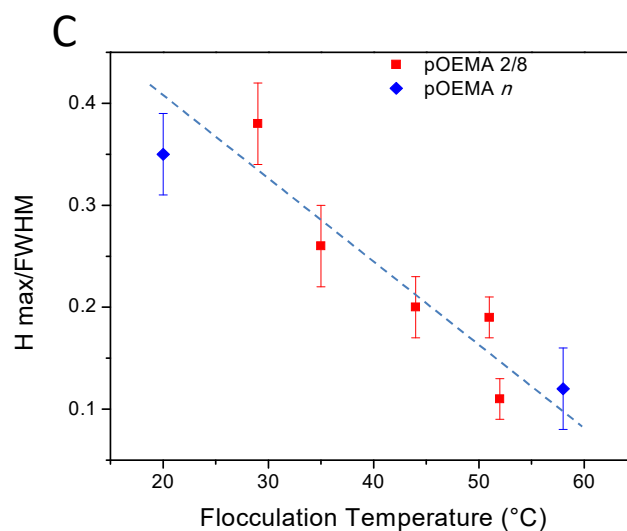 C
pOEMA 2/8
pOEMA n
0.4
0.3
0.2
0.1
H max/FWHM
20 30 40 50 60
Flocculation Temperature (°C)